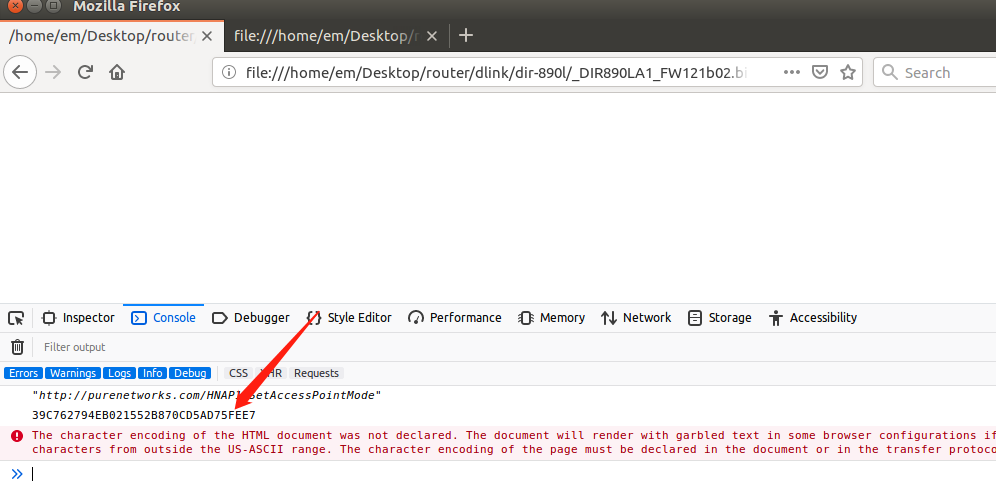 Mozilla Firefox
/home/em/Desktop/router
file:///home/em/Desktop/r
file:///home/em/Desktop/router/dlink/dir-890l/_DIR890LA1_FW121b02.bi
Search
Inspector Console Debugger Style Editor Performance Memory Network Storage Accessibility
Filter output
Errors Warnings Logs Info Debug CSS XHR Requests
"http://purenetworks.com/HNAP1/SetAccessPointMode"
39C762794EB021552B870CD5AD75FEE7
The character encoding of the HTML document was not declared. The document will render with garbled text in some browser configurations if
characters from outside the US-ASCII range. The character encoding of the page must be declared in the document or in the transfer protoco